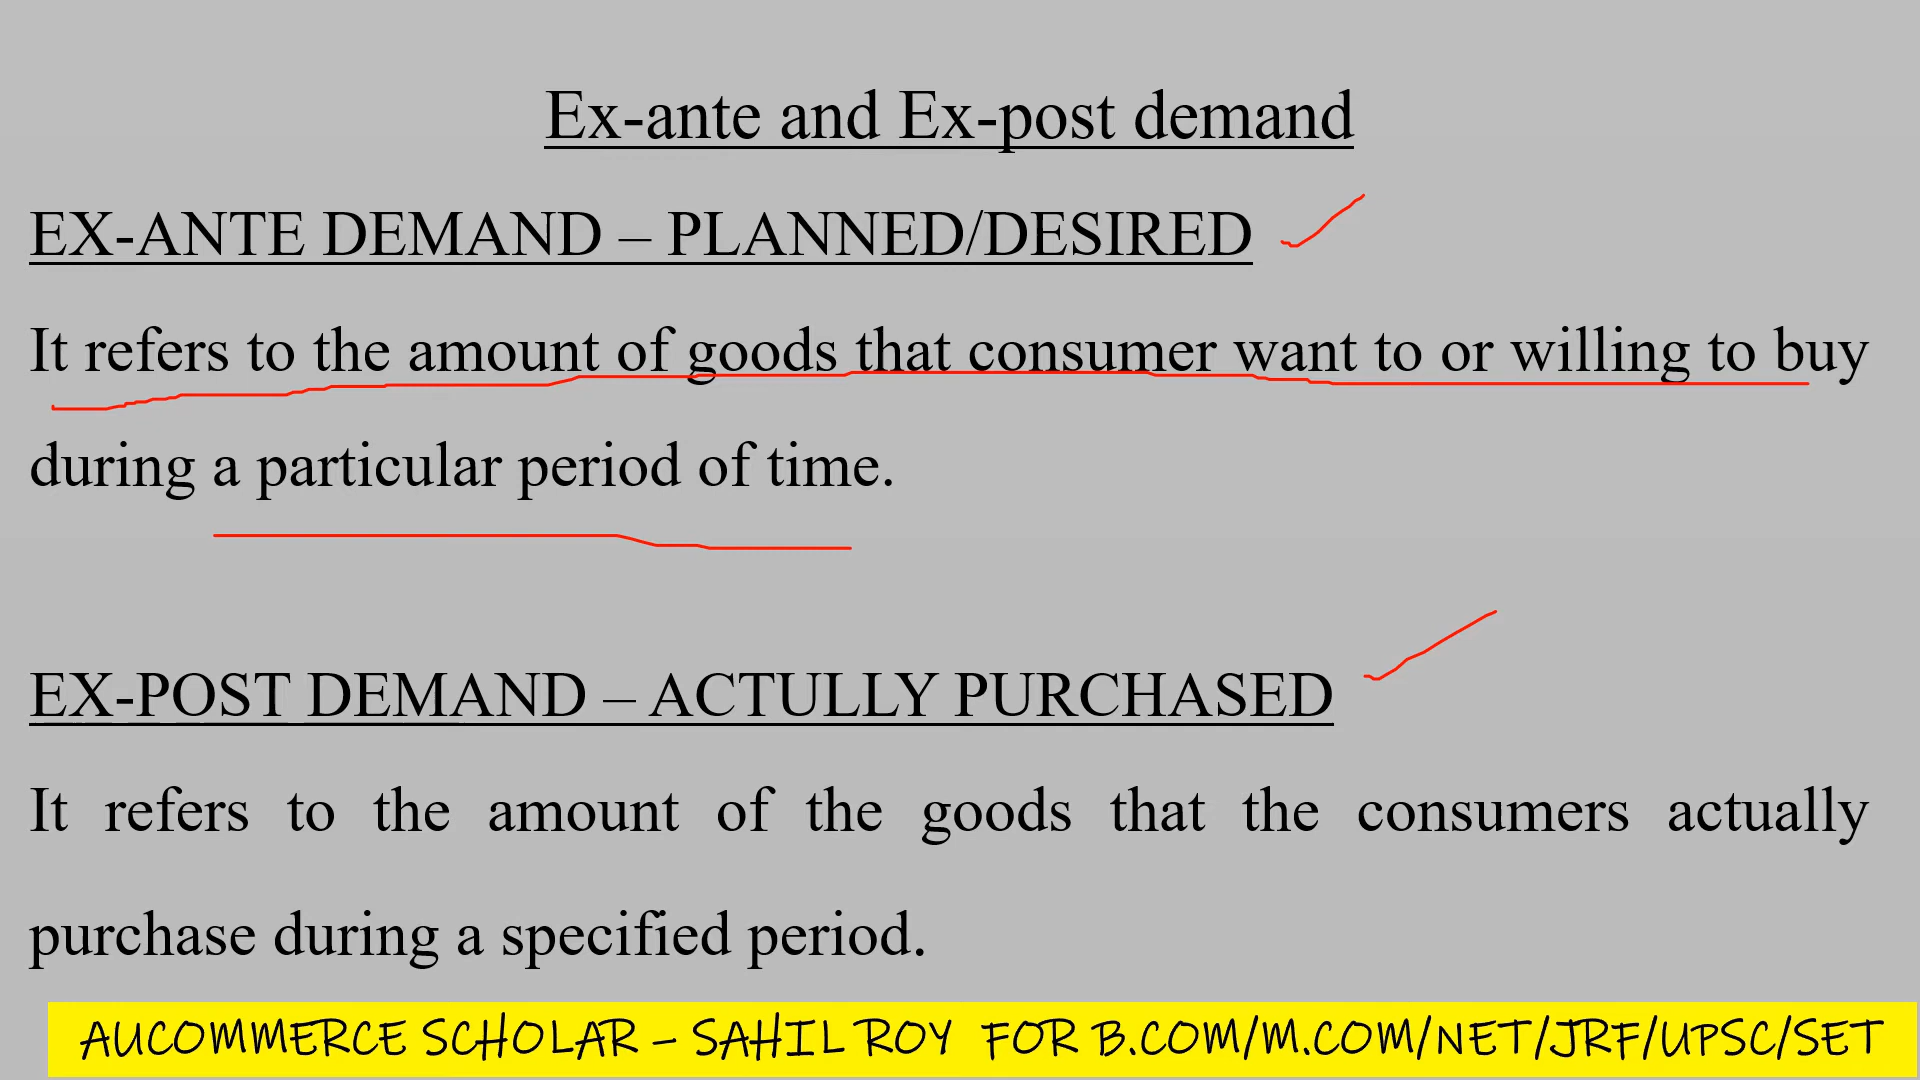 Ex-ante and Ex-post demand
EX-ANTE DEMAND – PLANNED/DESIRED
It refers to the amount of goods that consumer want to or willing to buy
during a particular period of time.
EX-POST DEMAND – ACTULLY PURCHASED
It refers to the amount of the goods that the consumers actually
purchase during a specified period.
AUCOMMERCE SCHOLAR – SAHIL ROY FOR B.COM/M.COM/NET/JRF/UPSC/SET